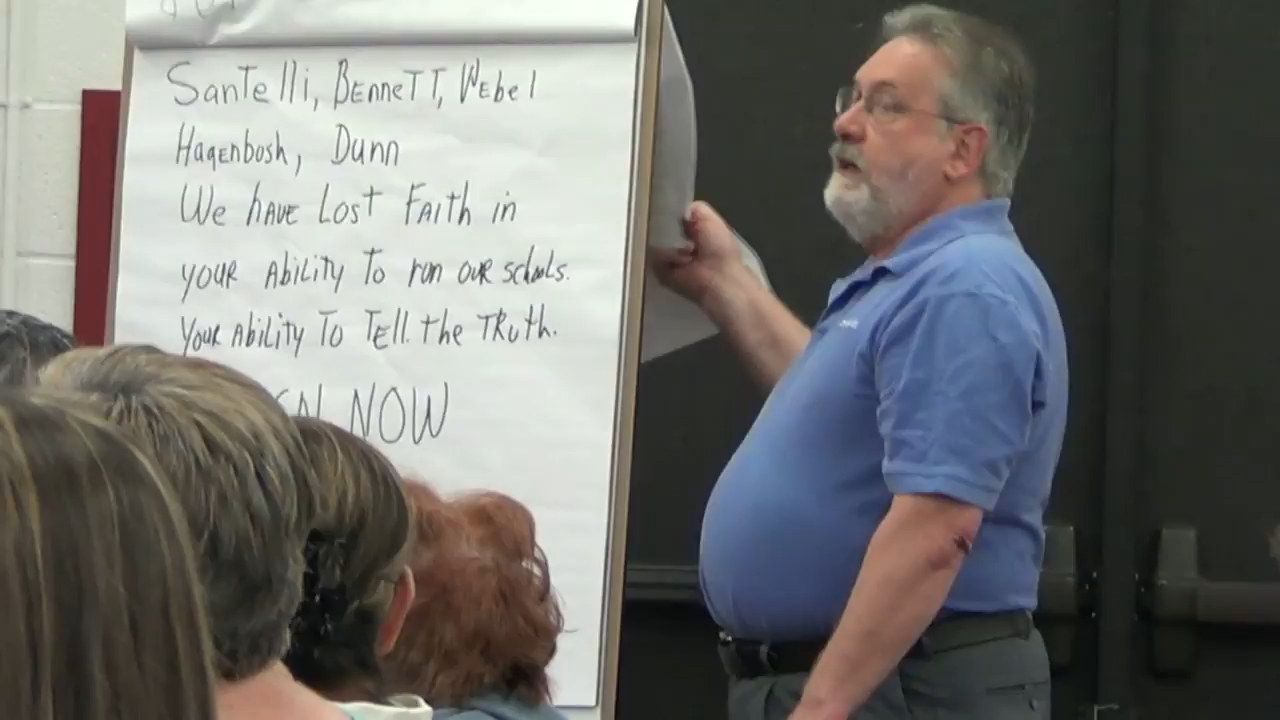 Santelli, Bennett, Webel
Hagenbosh, Dunn
We have Lost Faith in
your Ability To run our schools.
Your Ability To Tell the Truth.
NOW